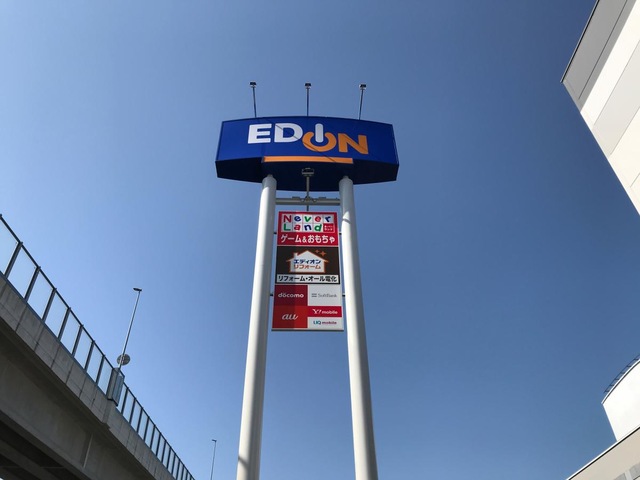 EDION
Never
Land
ゲーム&おもちゃ
エディオン
リフォーム
リフォーム・オール電化
döcomo
SoftBank
au
Y!mobile
UQ mobile